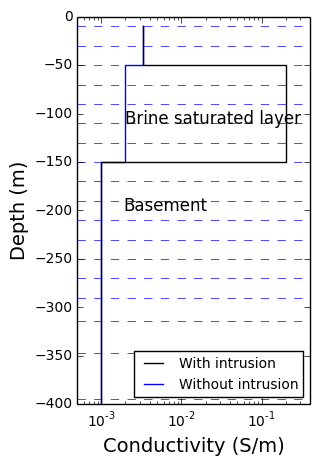 0
−50
−100
−150
−200
−250
−300
−350
−400
Depth (m)
Brine saturated layer
Basement
With intrusion
Without intrusion
10⁻³ 10⁻² 10⁻¹
Conductivity (S/m)